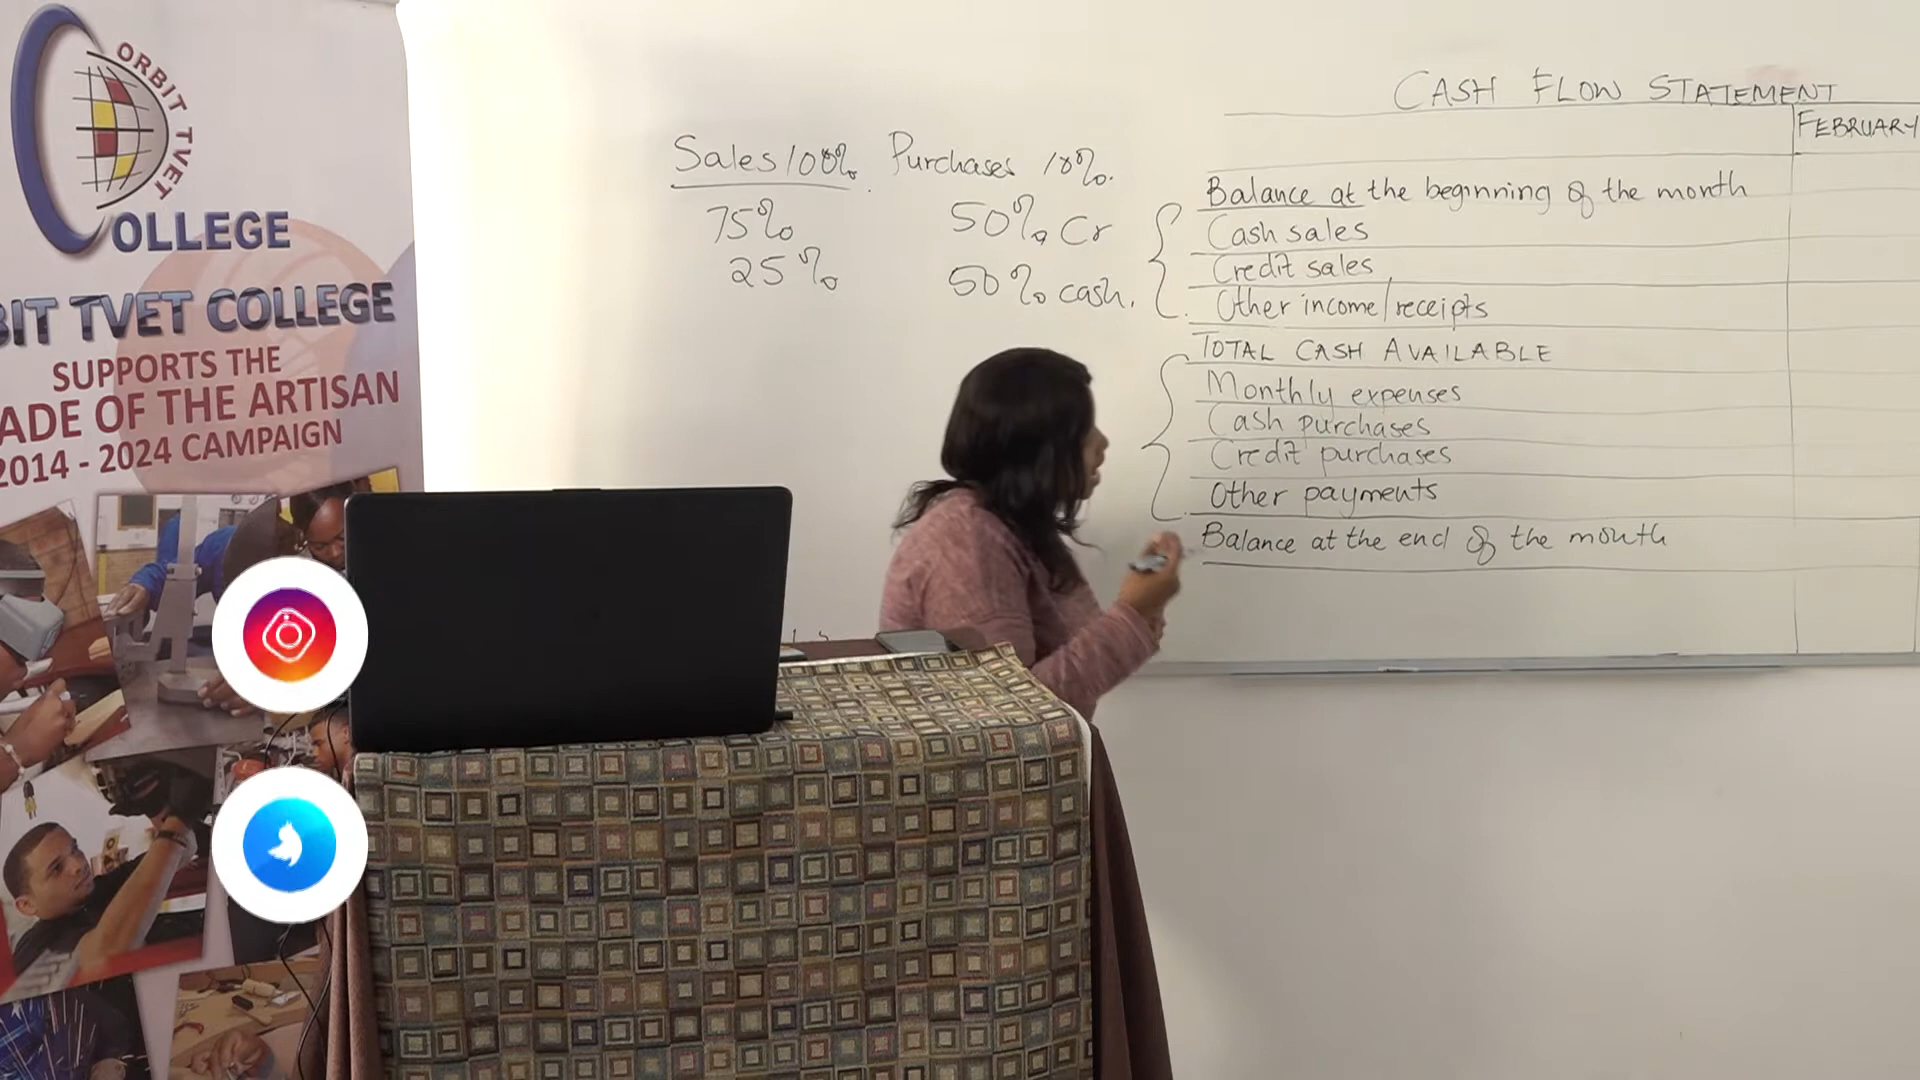 ORBIT TVET
COLLEGE
BIT TVET COLLEGE
SUPPORTS THE
ADE OF THE ARTISAN
2014 - 2024 CAMPAIGN
Sales 100%
75%
25%
Purchases 100%.
50% Cr
50% cash.
CASH FLOW STATEMENT
FEBRUARY
Balance at the beginning of the month
Cash sales
Credit sales
Other income/receipts
TOTAL CASH AVAILABLE
Monthly expenses
Cash purchases
Credit purchases
Other payments
Balance at the end of the month